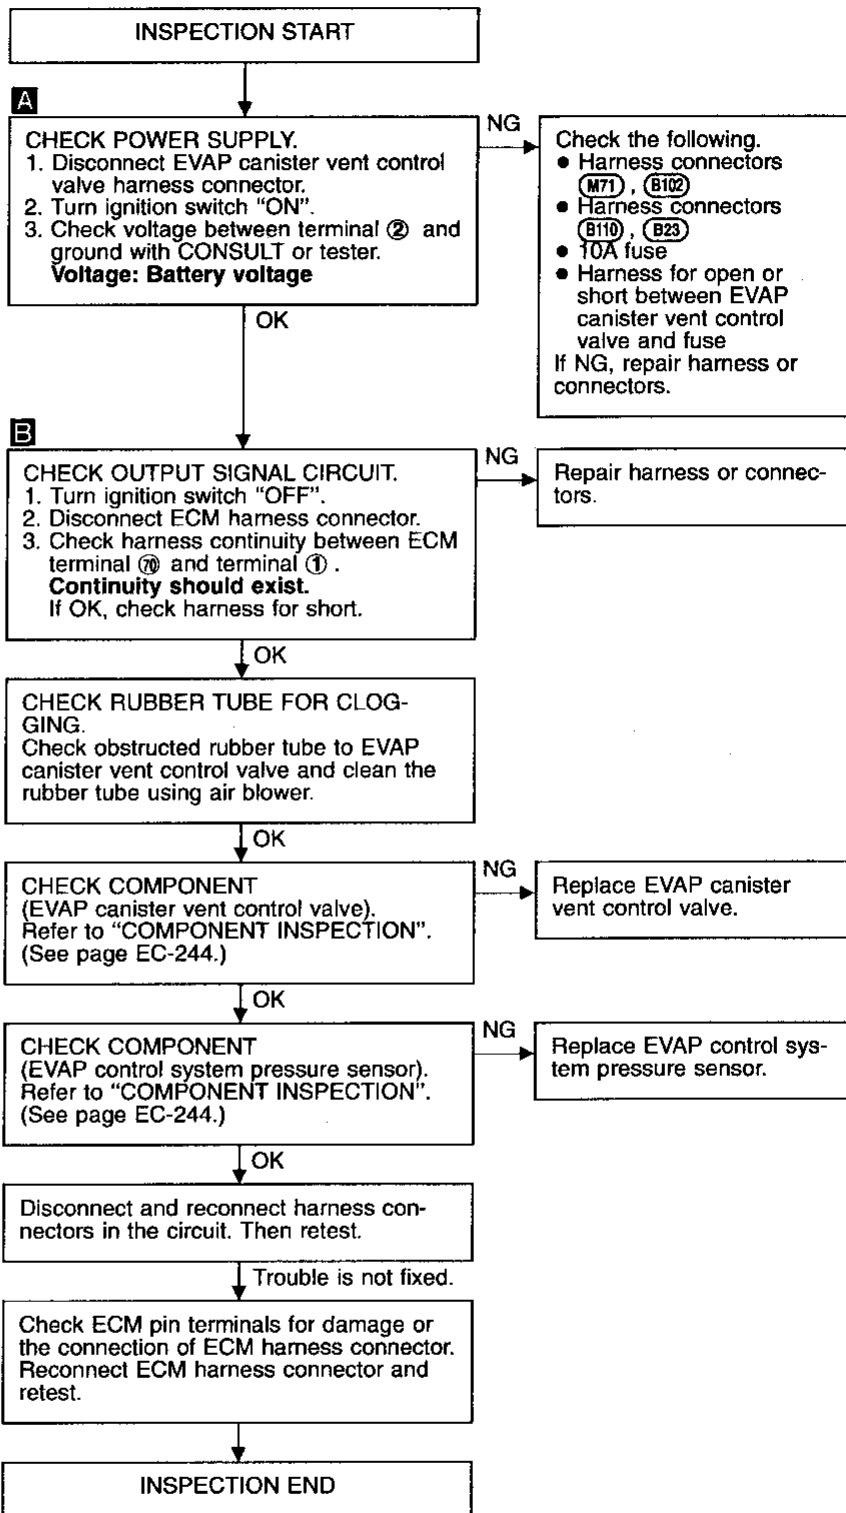 INSPECTION START
A
CHECK POWER SUPPLY.
1. Disconnect EVAP canister vent control
valve harness connector.
2. Turn ignition switch “ON”.
3. Check voltage between terminal ② and
ground with CONSULT or tester.
Voltage: Battery voltage
NG
Check the following.
● Harness connectors
M71 , B102
● Harness connectors
B110 , B23
● 10A fuse
● Harness for open or
short between EVAP
canister vent control
valve and fuse
If NG, repair harness or
connectors.
OK
B
CHECK OUTPUT SIGNAL CIRCUIT.
1. Turn ignition switch “OFF”.
2. Disconnect ECM harness connector.
3. Check harness continuity between ECM
terminal 70 and terminal ① .
Continuity should exist.
If OK, check harness for short.
NG
Repair harness or connec-
tors.
OK
CHECK RUBBER TUBE FOR CLOG-
GING.
Check obstructed rubber tube to EVAP
canister vent control valve and clean the
rubber tube using air blower.
OK
CHECK COMPONENT
(EVAP canister vent control valve).
Refer to “COMPONENT INSPECTION”.
(See page EC-244.)
NG
Replace EVAP canister
vent control valve.
OK
CHECK COMPONENT
(EVAP control system pressure sensor).
Refer to “COMPONENT INSPECTION”.
(See page EC-244.)
NG
Replace EVAP control sys-
tem pressure sensor.
OK
Disconnect and reconnect harness con-
nectors in the circuit. Then retest.
Trouble is not fixed.
Check ECM pin terminals for damage or
the connection of ECM harness connector.
Reconnect ECM harness connector and
retest.
INSPECTION END